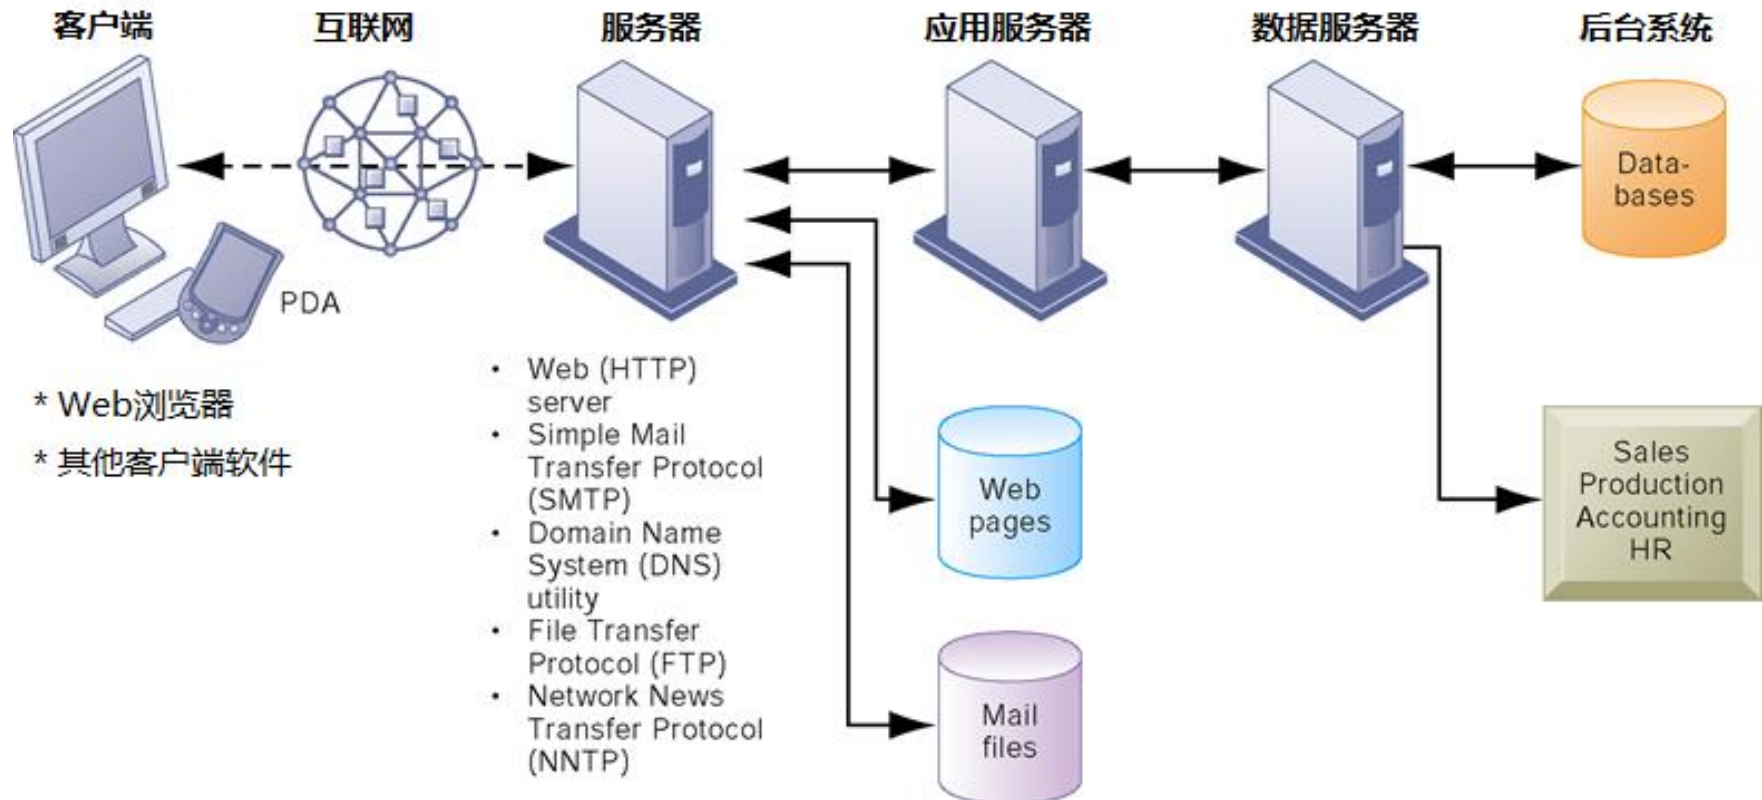 客户端
互联网
服务器
应用服务器
数据服务器
后台系统
PDA
* Web浏览器
* 其他客户端软件
• Web (HTTP)
server
• Simple Mail
Transfer Protocol
(SMTP)
• Domain Name
System (DNS)
utility
• File Transfer
Protocol (FTP)
• Network News
Transfer Protocol
(NNTP)
Web
pages
Mail
files
Data-
bases
Sales
Production
Accounting
HR